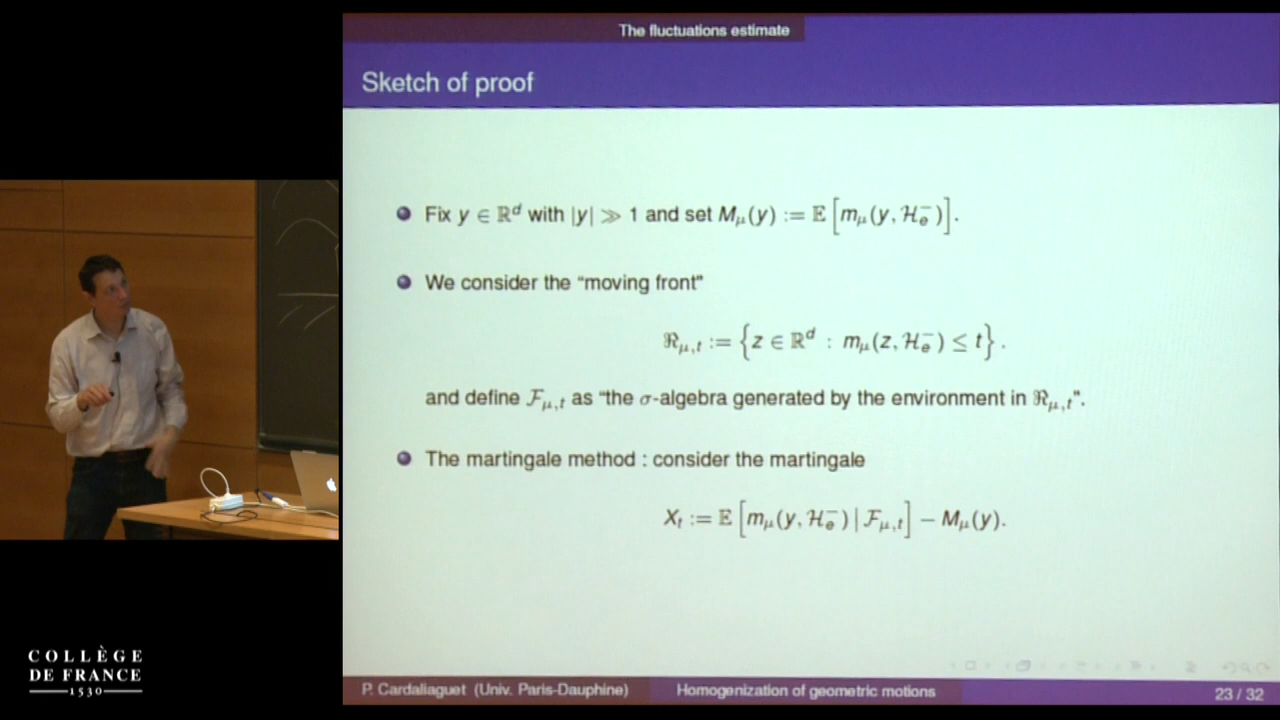 The fluctuations estimate
Sketch of proof
Fix y ∈ ℝᵈ with |y| ≫ 1 and set M_μ(y) := 𝔼[m_μ(y, ℋ_e⁻)].
We consider the "moving front"
ℜ_{μ,t} := {z ∈ ℝᵈ : m_μ(z, ℋ_e⁻) ≤ t}.
and define ℱ_{μ,t} as "the σ-algebra generated by the environment in ℜ_{μ,t}".
The martingale method : consider the martingale
X_t := 𝔼[m_μ(y, ℋ_e⁻) | ℱ_{μ,t}] − M_μ(y).
P. Cardaliaguet (Univ. Paris-Dauphine) Homogenization of geometric motions 23 / 32
COLLÈGE
DE FRANCE
1530